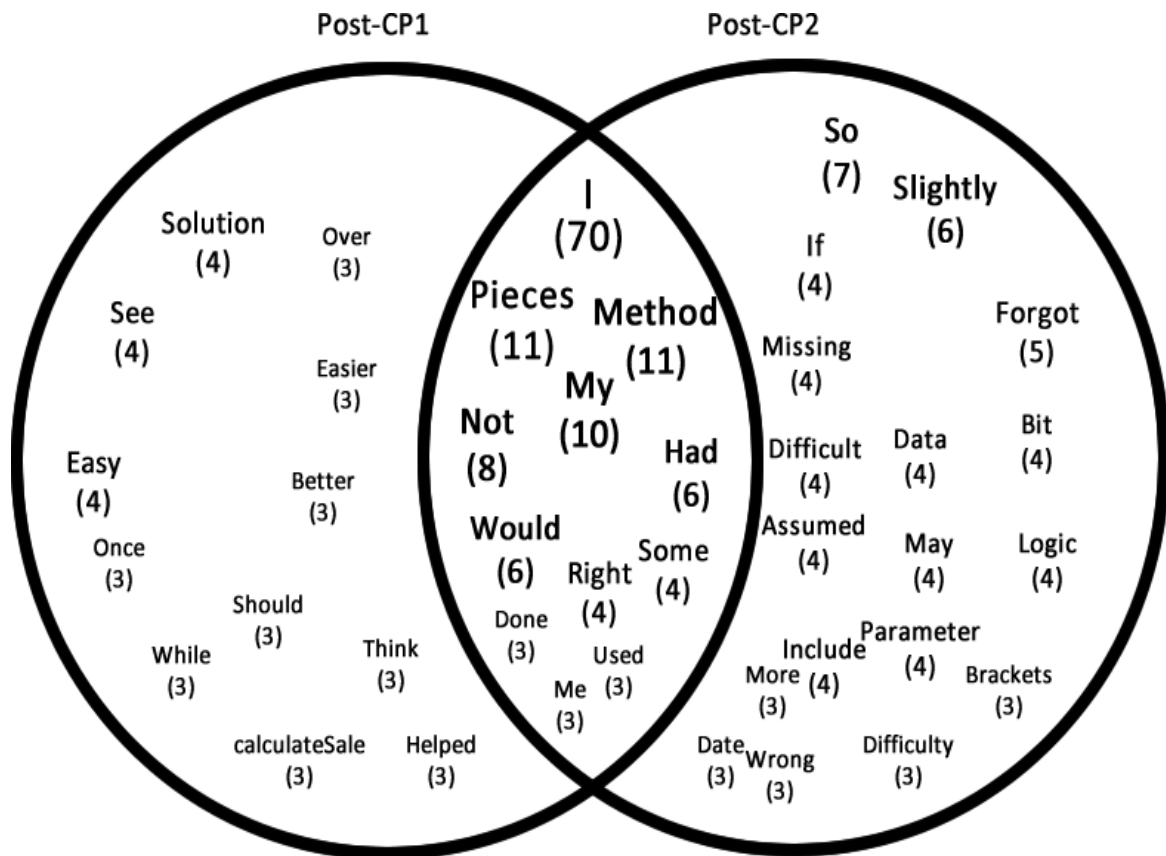 Post-CP1
Post-CP2
Solution
(4)
Over
(3)
See
(4)
Easier
(3)
Easy
(4)
Better
(3)
Once
(3)
Should
(3)
While
(3)
Think
(3)
calculateSale
(3)
Helped
(3)
I
(70)
Pieces
(11)
Method
(11)
My
(10)
Not
(8)
Had
(6)
Would
(6)
Right
(4)
Some
(4)
Done
(3)
Used
(3)
Me
(3)
So
(7)
Slightly
(6)
If
(4)
Forgot
(5)
Missing
(4)
Difficult
(4)
Data
(4)
Bit
(4)
Assumed
(4)
May
(4)
Logic
(4)
Include
(4)
Parameter
(4)
More
(3)
Brackets
(3)
Date
(3)
Wrong
(3)
Difficulty
(3)